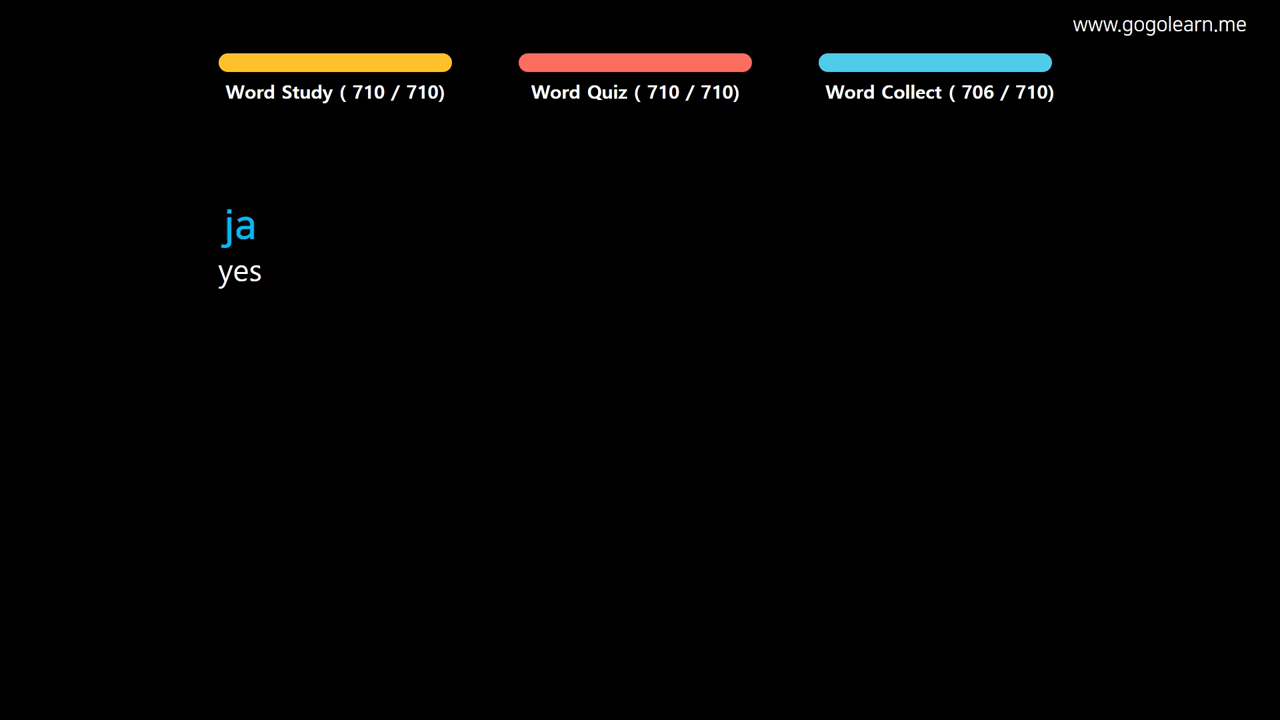 www.gogolearn.me
Word Study ( 710 / 710)
Word Quiz ( 710 / 710)
Word Collect ( 706 / 710)
ja
yes